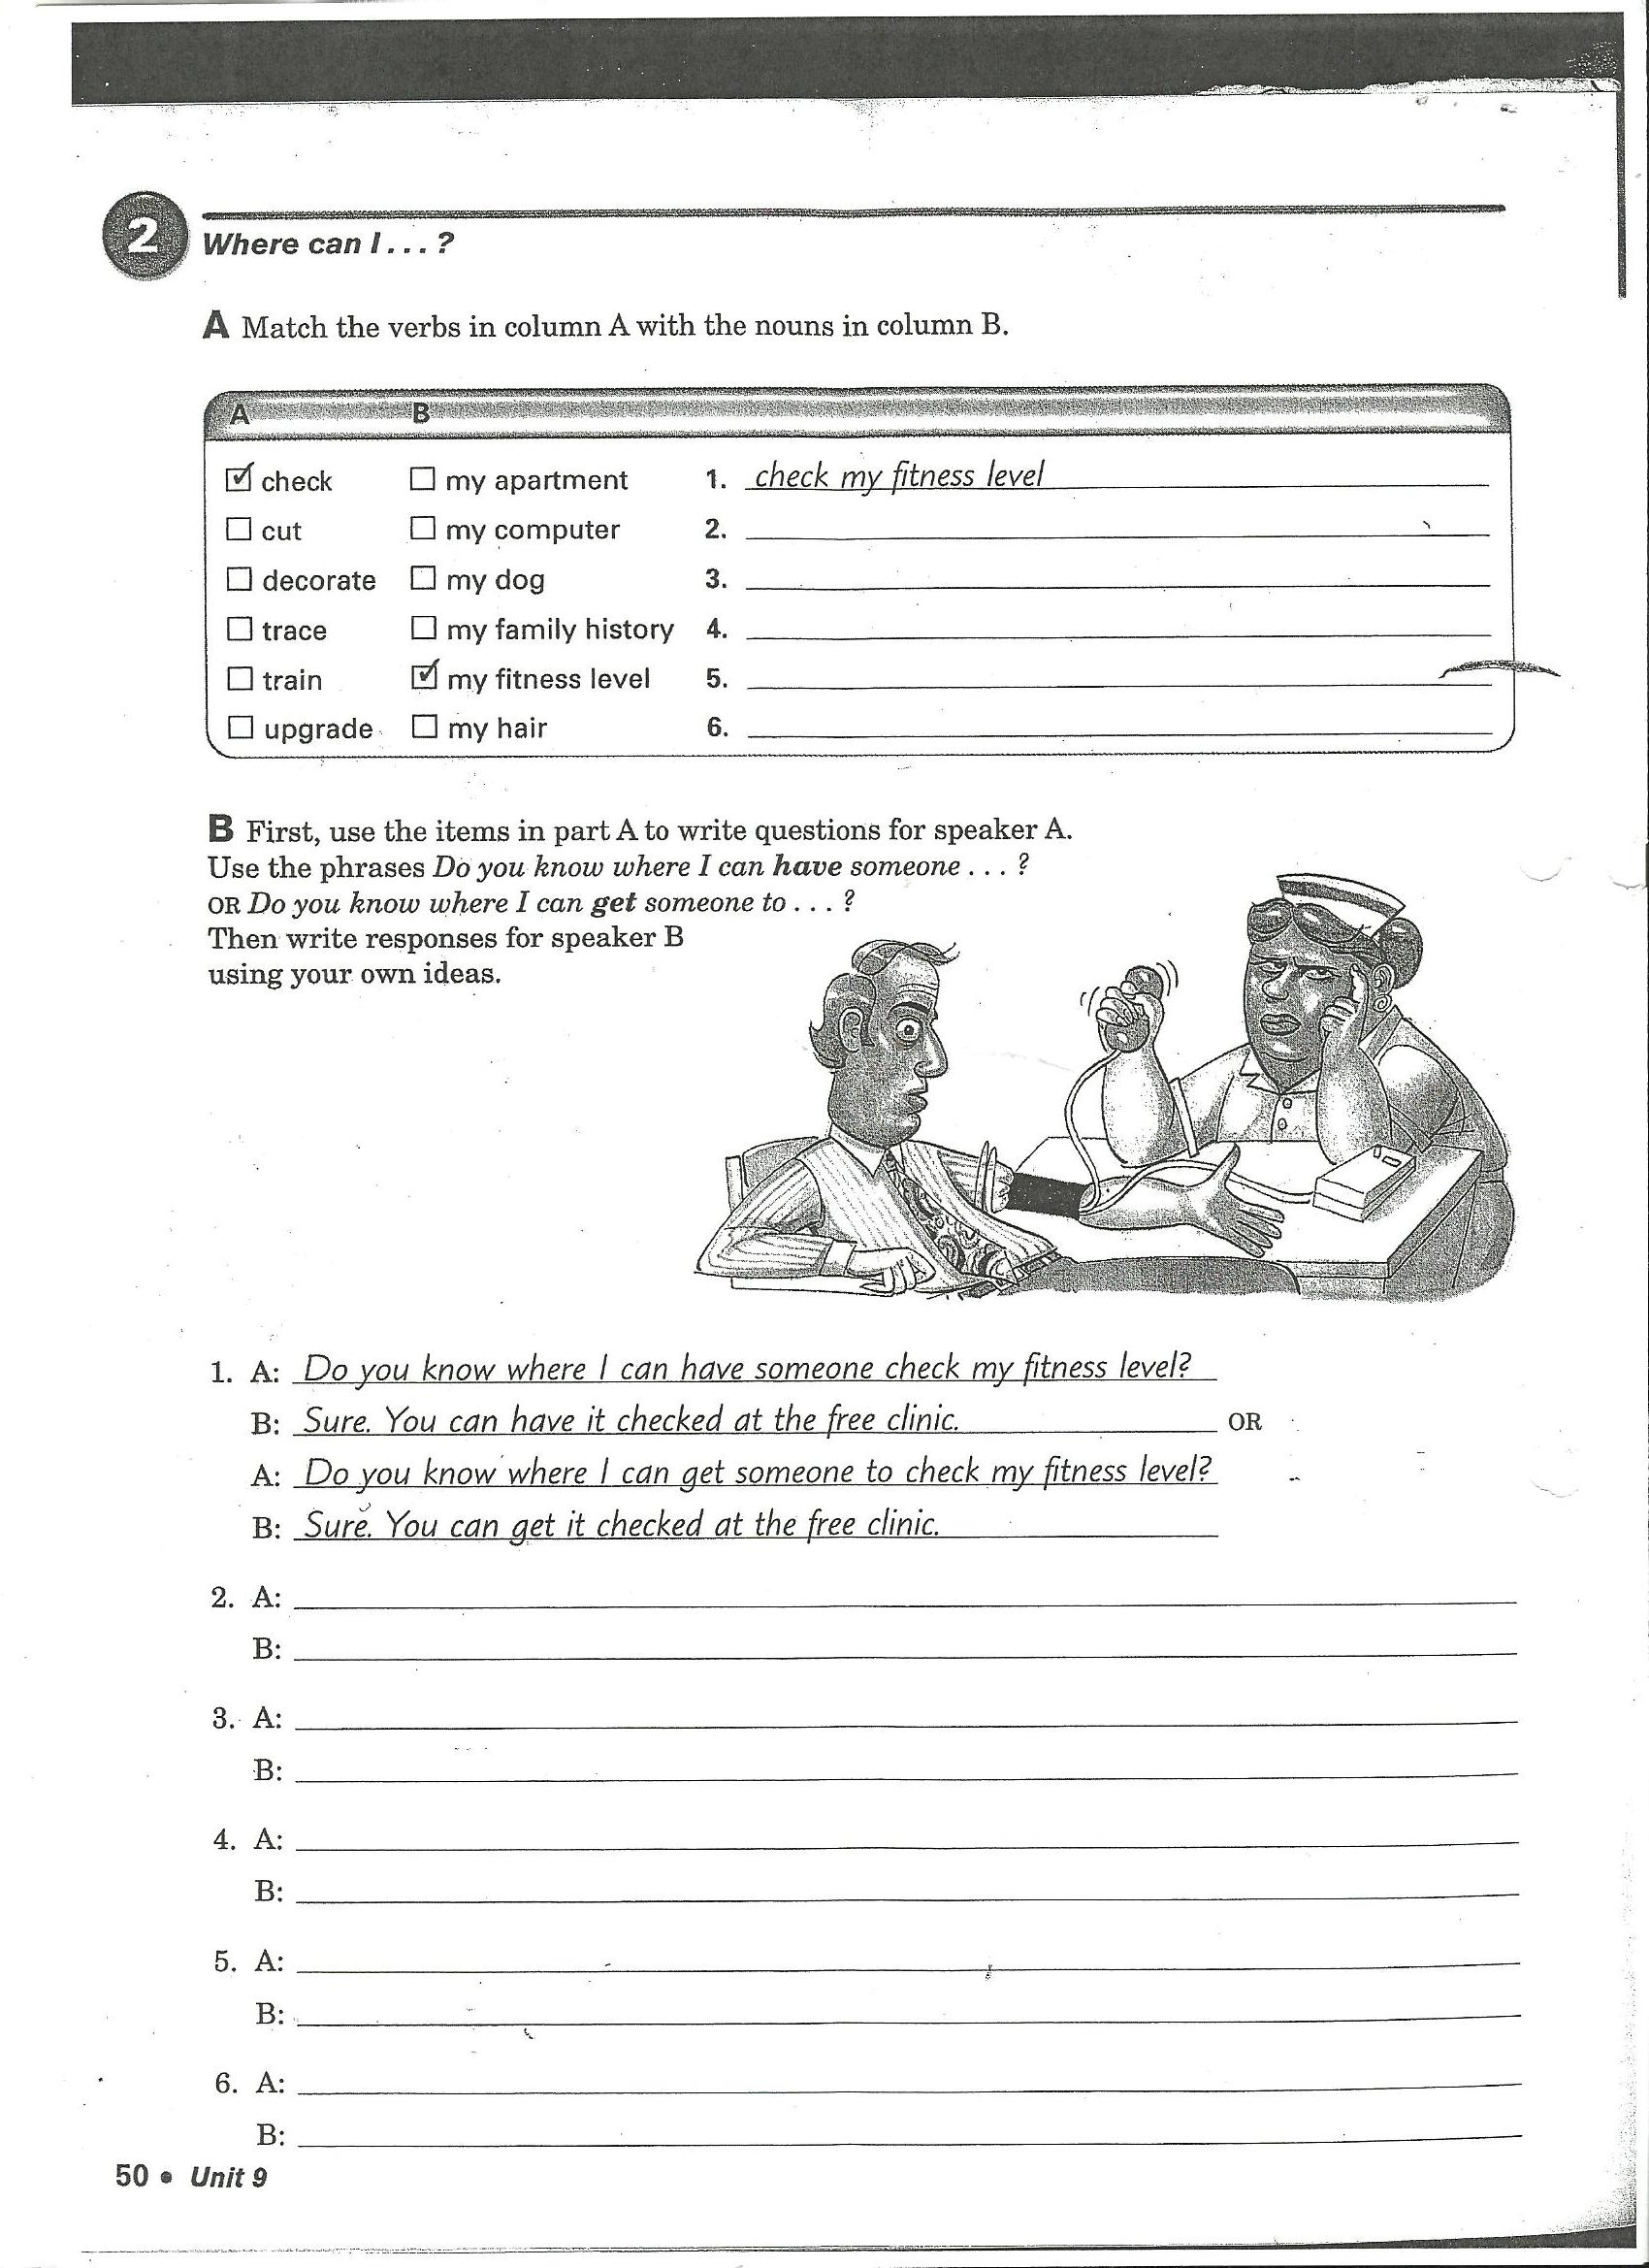 2
Where can I . . . ?
A Match the verbs in column A with the nouns in column B.
A B
check my apartment 1. check my fitness level
cut my computer 2.
decorate my dog 3.
trace my family history 4.
train my fitness level 5.
upgrade my hair 6.
B First, use the items in part A to write questions for speaker A.
Use the phrases Do you know where I can have someone . . . ?
OR Do you know where I can get someone to . . . ?
Then write responses for speaker B
using your own ideas.
1. A: Do you know where I can have someone check my fitness level?
B: Sure. You can have it checked at the free clinic. OR
A: Do you know where I can get someone to check my fitness level?
B: Sure. You can get it checked at the free clinic.
2. A:
B:
3. A:
B:
4. A:
B:
5. A:
B:
6. A:
B:
50 • Unit 9